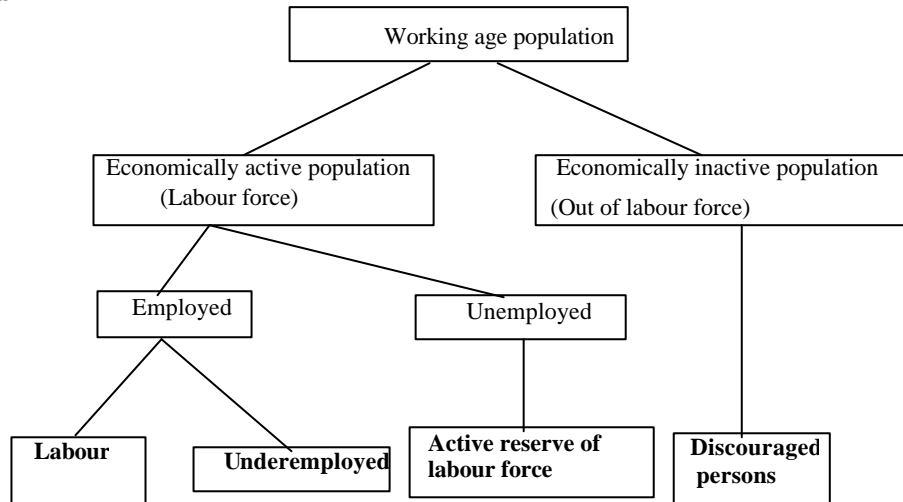 Working age population
Economically active population
(Labour force)
Economically inactive population
(Out of labour force)
Employed
Unemployed
Labour
Underemployed
Active reserve of
labour force
Discouraged
persons